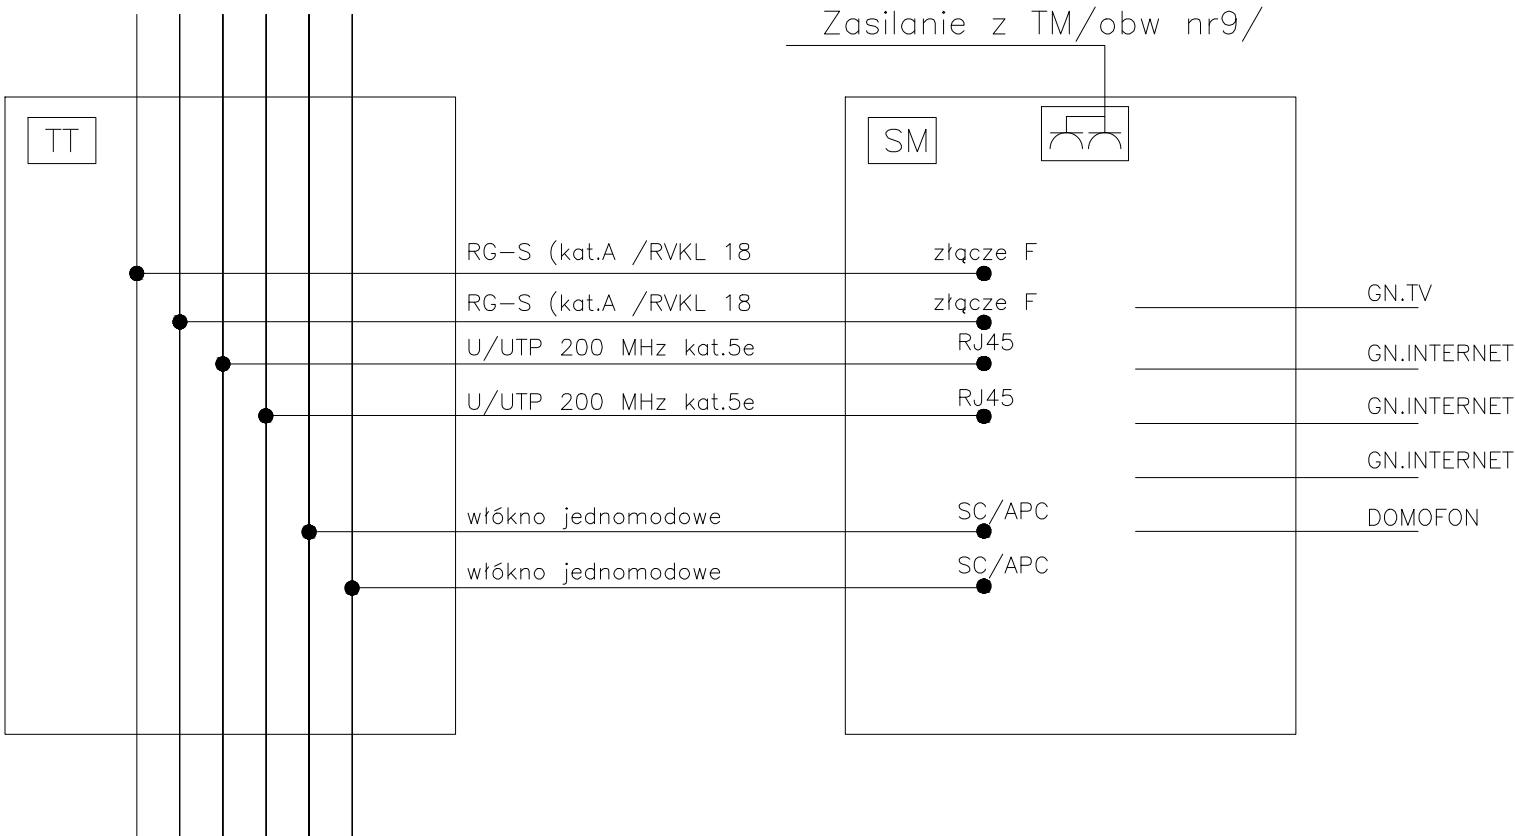 Zasilanie z TM/obw nr9/
TT
SM
RG-S (kat.A /RVKL 18
złącze F
RG-S (kat.A /RVKL 18
złącze F
GN.TV
U/UTP 200 MHz kat.5e
RJ45
GN.INTERNET
U/UTP 200 MHz kat.5e
RJ45
GN.INTERNET
GN.INTERNET
włókno jednomodowe
SC/APC
DOMOFON
włókno jednomodowe
SC/APC